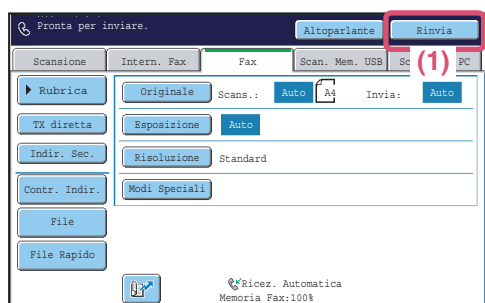 Pronta per inviare.
Altoparlante
Rinvia
Scansione
Intern. Fax
Fax
Scan. Mem. USB
Sc
PC
(1)
Rubrica
Originale Scans.: Auto A4 Invia: Auto
TX diretta
Esposizione Auto
Indir. Sec.
Risoluzione Standard
Contr. Indir.
Modi Speciali
File
File Rapido
Ricez. Automatica
Memoria Fax:100%